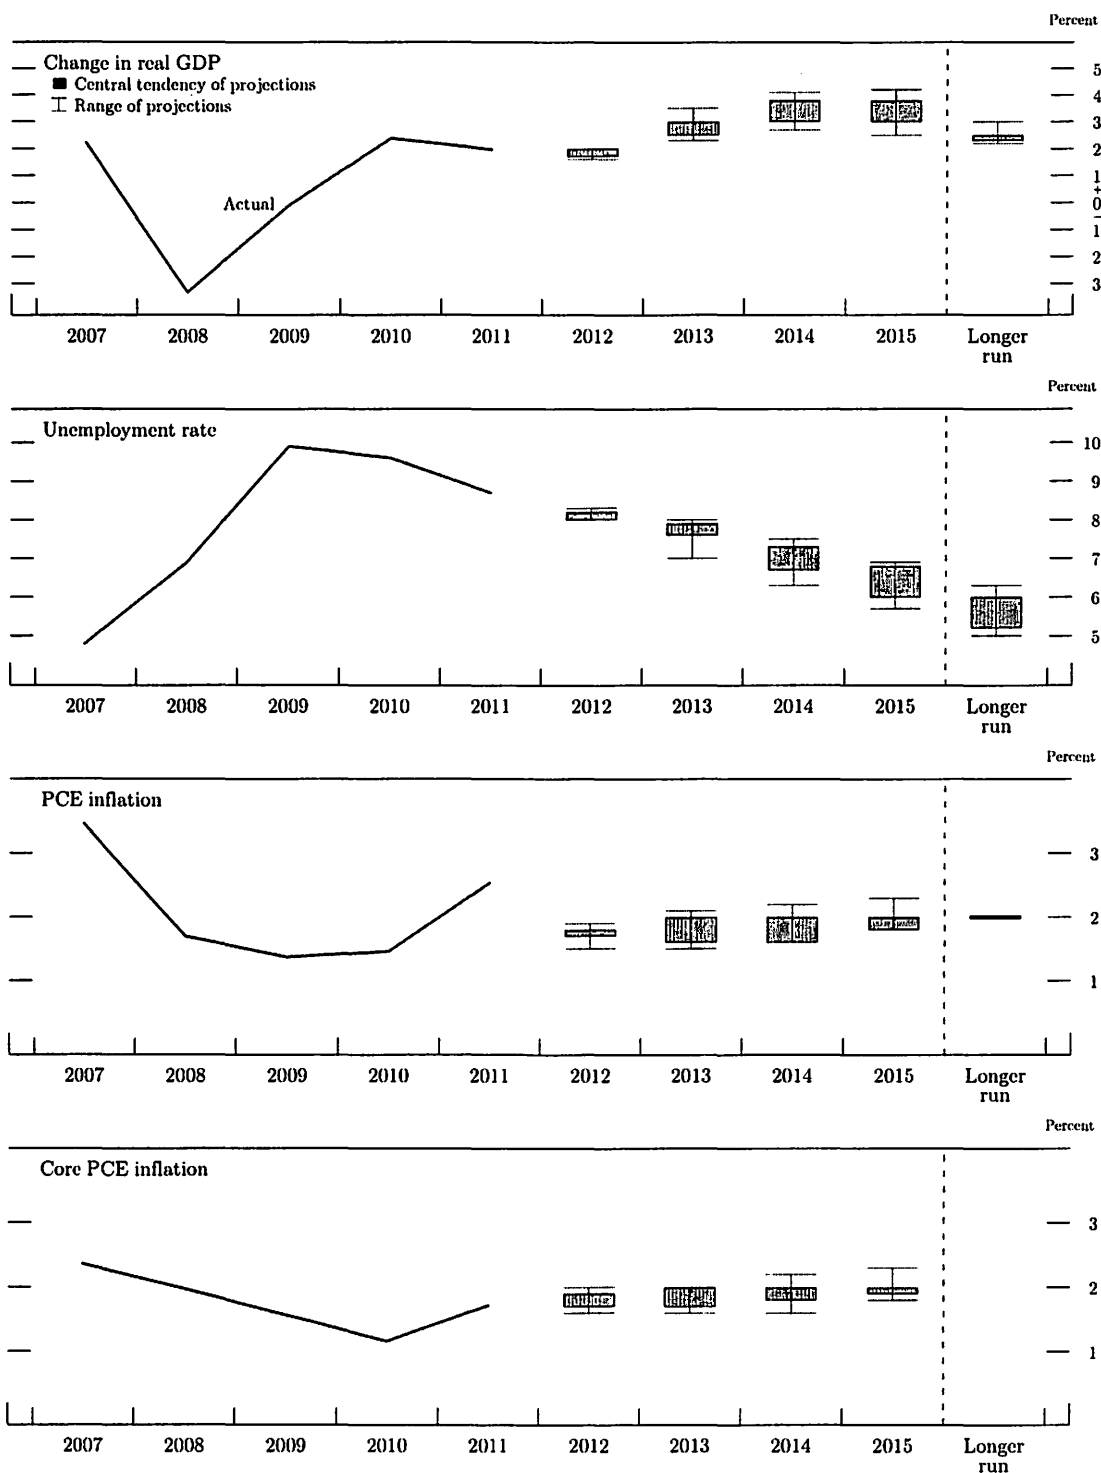 Percent
Change in real GDP
Central tendency of projections
Range of projections
Actual
5
4
3
2
1
+
0
−
1
2
3
2007 2008 2009 2010 2011 2012 2013 2014 2015 Longer
run
Percent
Unemployment rate
10
9
8
7
6
5
2007 2008 2009 2010 2011 2012 2013 2014 2015 Longer
run
Percent
PCE inflation
3
2
1
2007 2008 2009 2010 2011 2012 2013 2014 2015 Longer
run
Percent
Core PCE inflation
3
2
1
2007 2008 2009 2010 2011 2012 2013 2014 2015 Longer
run